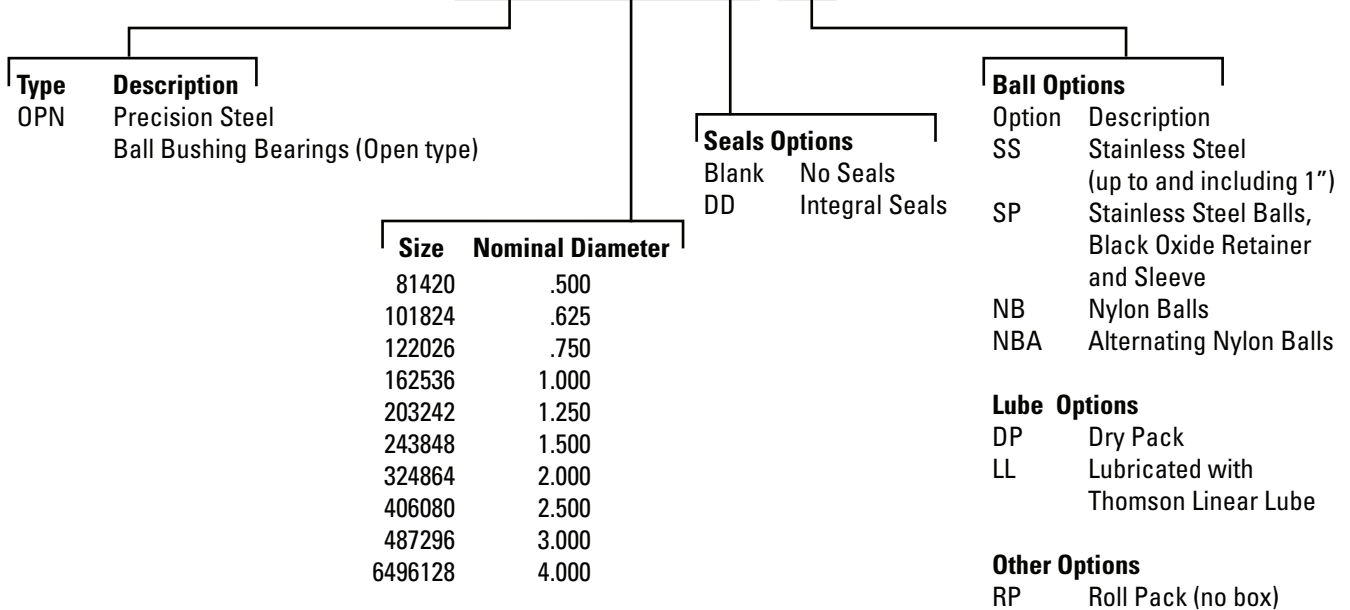 Type Description
OPN Precision Steel
Ball Bushing Bearings (Open type)
Size Nominal Diameter
81420 .500
101824 .625
122026 .750
162536 1.000
203242 1.250
243848 1.500
324864 2.000
406080 2.500
487296 3.000
6496128 4.000
Seals Options
Blank No Seals
DD Integral Seals
Ball Options
Option Description
SS Stainless Steel
(up to and including 1”)
SP Stainless Steel Balls,
Black Oxide Retainer
and Sleeve
NB Nylon Balls
NBA Alternating Nylon Balls
Lube Options
DP Dry Pack
LL Lubricated with
Thomson Linear Lube
Other Options
RP Roll Pack (no box)